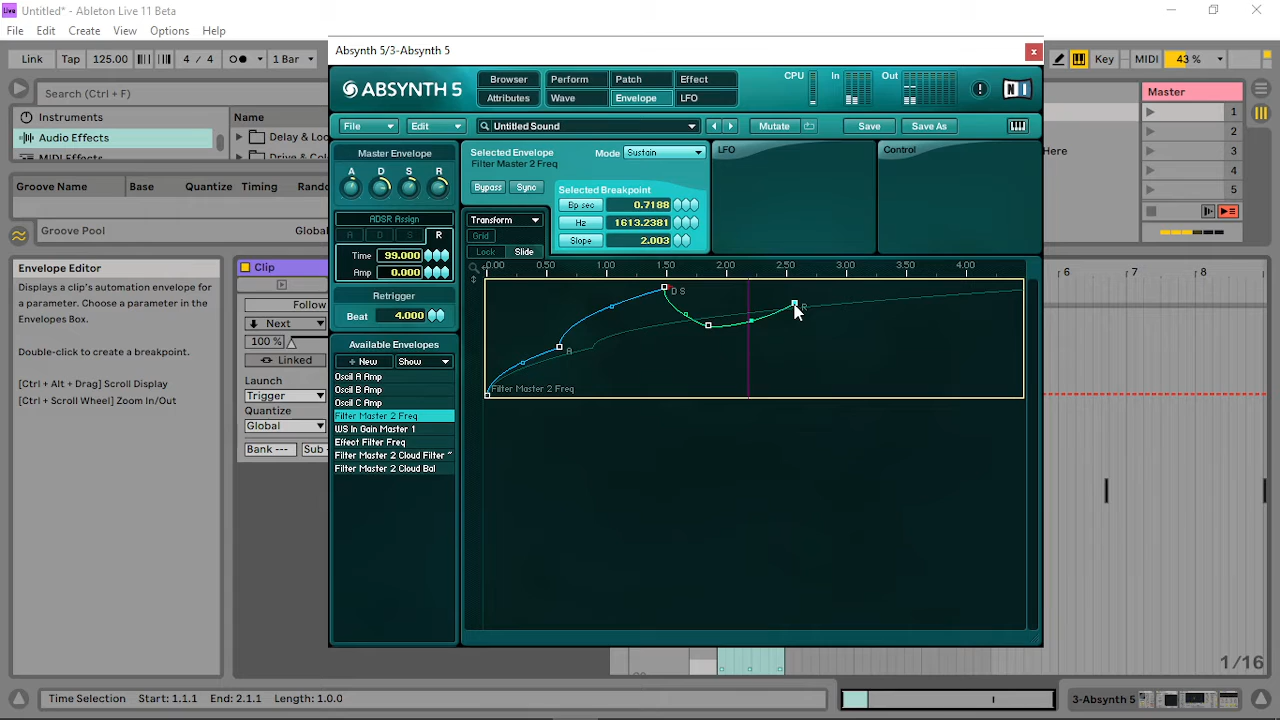 Live Untitled* - Ableton Live 11 Beta
File Edit Create View Options Help
Link Tap 125.00 4 / 4 1 Bar
Key MIDI 43 %
Absynth 5/3-Absynth 5
x
ABSYNTH 5
Browser Perform Patch Effect
Attributes Wave Envelope LFO
CPU In Out
! NI
File Edit Untitled Sound Mutate Save Save As
Search (Ctrl + F)
Instruments
Audio Effects
MIDI Effects
Name
Delay & Loo
Drive & Colo
Groove Name Base Quantize Timing Rando
Groove Pool Global
Envelope Editor
Displays a clip's automation envelope for
a parameter. Choose a parameter in the
Envelopes Box.
Double-click to create a breakpoint.
[Ctrl + Alt + Drag] Scroll Display
[Ctrl + Scroll Wheel] Zoom In/Out
Clip
Follow
Next
100 %
Linked
Launch
Trigger
Quantize
Global
Bank --- Sub -
Master Envelope
A D S R
ADSR Assign
A D S R
Time 99.000
Amp 0.000
Retrigger
Beat 4.000
Available Envelopes
+ New Show
Oscil A Amp
Oscil B Amp
Oscil C Amp
Filter Master 2 Freq
WS In Gain Master 1
Effect Filter Freq
Filter Master 2 Cloud Filter ~
Filter Master 2 Cloud Bal
Selected Envelope
Filter Master 2 Freq
Mode Sustain
Bypass Sync
Selected Breakpoint
Bp sec 0.7188
Hz 1613.2381
Slope 2.003
Transform
Grid
Lock Slide
LFO
Control
0.00 0.50 1.00 1.50 2.00 2.50 3.00 3.50 4.00
D S
R
A
Filter Master 2 Freq
Master
1
2
Here 3
4
5
6 7 8
1/16
Time Selection Start: 1.1.1 End: 2.1.1 Length: 1.0.0
3-Absynth 5